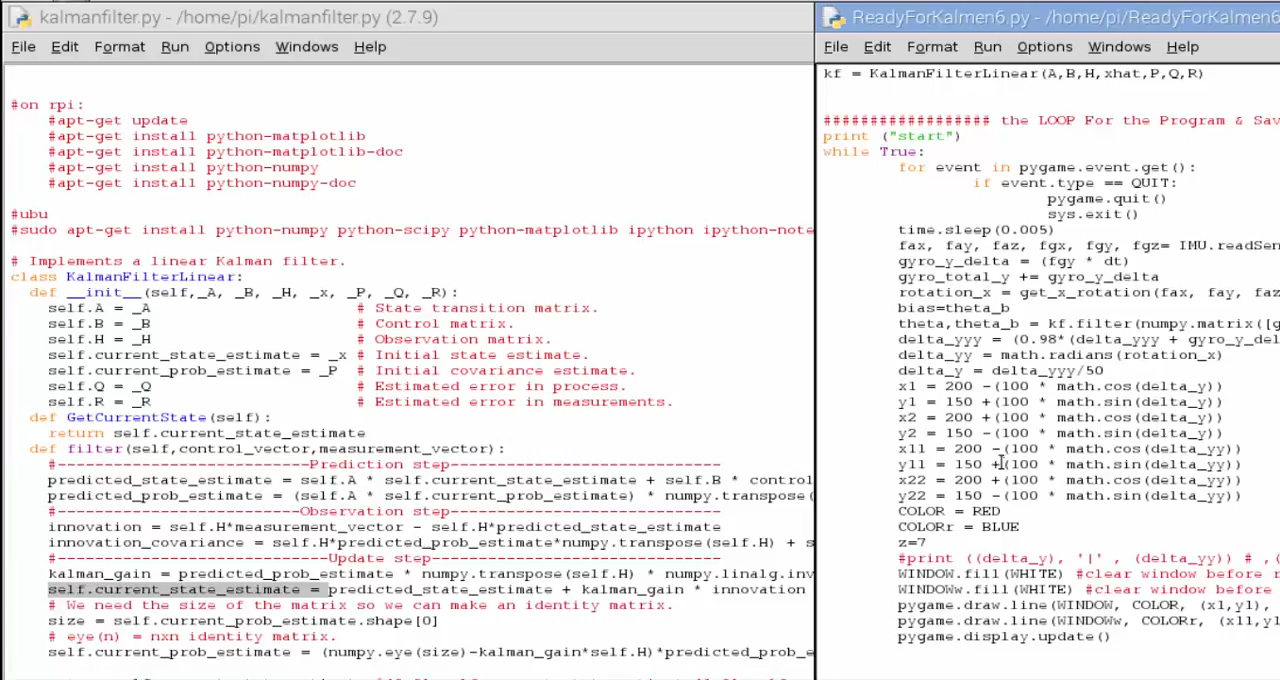 kalmanfilter.py - /home/pi/kalmanfilter.py (2.7.9)
File Edit Format Run Options Windows Help
#on rpi:
#apt-get update
#apt-get install python-matplotlib
#apt-get install python-matplotlib-doc
#apt-get install python-numpy
#apt-get install python-numpy-doc
#ubu
#sudo apt-get install python-numpy python-scipy python-matplotlib ipython ipython-note
# Implements a linear Kalman filter.
class KalmanFilterLinear:
def __init__(self,_A, _B, _H, _x, _P, _Q, _R):
self.A = _A # State transition matrix.
self.B = _B # Control matrix.
self.H = _H # Observation matrix.
self.current_state_estimate = _x # Initial state estimate.
self.current_prob_estimate = _P # Initial covariance estimate.
self.Q = _Q # Estimated error in process.
self.R = _R # Estimated error in measurements.
def GetCurrentState(self):
return self.current_state_estimate
def filter(self,control_vector,measurement_vector):
#---------------------------Prediction step-----------------------------
predicted_state_estimate = self.A * self.current_state_estimate + self.B * control
predicted_prob_estimate = (self.A * self.current_prob_estimate) * numpy.transpose(
#--------------------------Observation step-----------------------------
innovation = self.H*measurement_vector - self.H*predicted_state_estimate
innovation_covariance = self.H*predicted_prob_estimate*numpy.transpose(self.H) + s
#-----------------------------Update step-------------------------------
kalman_gain = predicted_prob_estimate * numpy.transpose(self.H) * numpy.linalg.inv
self.current_state_estimate = predicted_state_estimate + kalman_gain * innovation
# We need the size of the matrix so we can make an identity matrix.
size = self.current_prob_estimate.shape[0]
# eye(n) = nxn identity matrix.
self.current_prob_estimate = (numpy.eye(size)-kalman_gain*self.H)*predicted_prob_e
ReadyForKalmen6.py - /home/pi/ReadyForKalmen6
File Edit Format Run Options Windows Help
kf = KalmanFilterLinear(A,B,H,xhat,P,Q,R)
################## the LOOP For the Program & Sav
print ("start")
while True:
for event in pygame.event.get():
if event.type == QUIT:
pygame.quit()
sys.exit()
time.sleep(0.005)
fax, fay, faz, fgx, fgy, fgz= IMU.readSen
gyro_y_delta = (fgy * dt)
gyro_total_y += gyro_y_delta
rotation_x = get_x_rotation(fax, fay, faz
bias=theta_b
theta,theta_b = kf.filter(numpy.matrix([g
delta_yyy = (0.98*(delta_yyy + gyro_y_del
delta_yy = math.radians(rotation_x)
delta_y = delta_yyy/50
x1 = 200 -(100 * math.cos(delta_y))
y1 = 150 +(100 * math.sin(delta_y))
x2 = 200 +(100 * math.cos(delta_y))
y2 = 150 -(100 * math.sin(delta_y))
x11 = 200 -(100 * math.cos(delta_yy))
y11 = 150 +(100 * math.sin(delta_yy))
x22 = 200 +(100 * math.cos(delta_yy))
y22 = 150 -(100 * math.sin(delta_yy))
COLOR = RED
COLORr = BLUE
z=7
#print ((delta_y), '|' , (delta_yy)) # ,(
WINDOW.fill(WHITE) #clear window before r
WINDOWw.fill(WHITE) #clear window before
pygame.draw.line(WINDOW, COLOR, (x1,y1),
pygame.draw.line(WINDOWw, COLORr, (x11,y1
pygame.display.update()